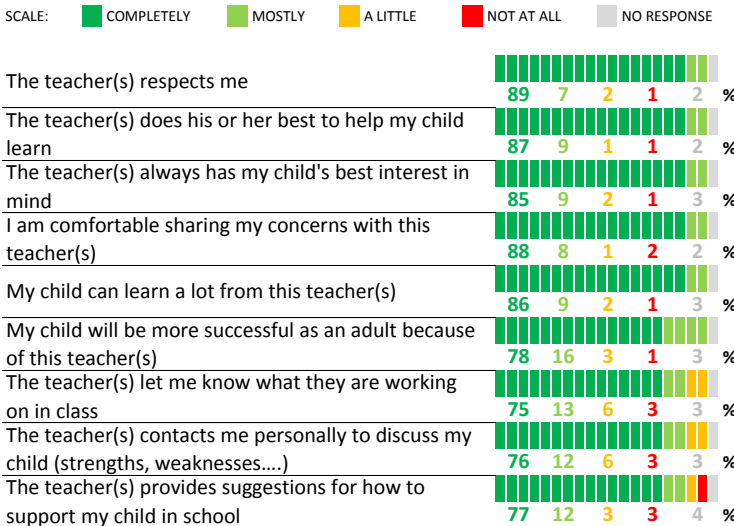 SCALE: COMPLETELY MOSTLY A LITTLE NOT AT ALL NO RESPONSE
The teacher(s) respects me
89 7 2 1 2 %
The teacher(s) does his or her best to help my child
learn
87 9 1 1 2 %
The teacher(s) always has my child's best interest in
mind
85 9 2 1 3 %
I am comfortable sharing my concerns with this
teacher(s)
88 8 1 2 2 %
My child can learn a lot from this teacher(s)
86 9 2 1 3 %
My child will be more successful as an adult because
of this teacher(s)
78 16 3 1 3 %
The teacher(s) let me know what they are working
on in class
75 13 6 3 3 %
The teacher(s) contacts me personally to discuss my
child (strengths, weaknesses....)
76 12 6 3 3 %
The teacher(s) provides suggestions for how to
support my child in school
77 12 3 3 4 %